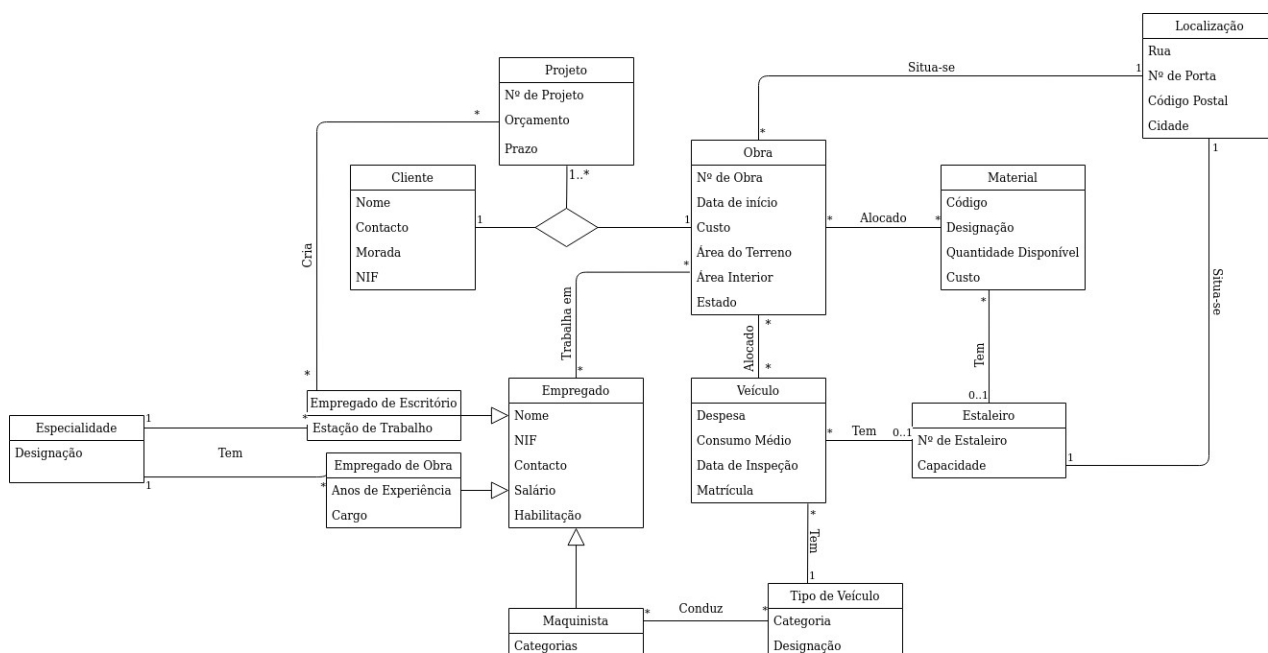 Localização
Rua
Nº de Porta
Código Postal
Cidade
Situa-se
1
*
Projeto
Nº de Projeto
Orçamento
Prazo
*
1..*
Cliente
Nome
Contacto
Morada
NIF
1
1
Obra
Nº de Obra
Data de início
Custo
Área do Terreno
Área Interior
Estado
*
Alocado
*
Material
Código
Designação
Quantidade Disponível
Custo
1
Situa-se
1
Cria
*
*
Trabalha em
*
*
Alocado
*
*
Tem
0..1
Especialidade
Designação
1
*
Tem
1
*
Empregado de Escritório
Estação de Trabalho
Empregado de Obra
Anos de Experiência
Cargo
Empregado
Nome
NIF
Contacto
Salário
Habilitação
Veículo
Despesa
Consumo Médio
Data de Inspeção
Matrícula
*
Tem
0..1
Estaleiro
Nº de Estaleiro
Capacidade
*
Tem
1
Maquinista
Categorias
*
Conduz
*
Tipo de Veículo
Categoria
Designação